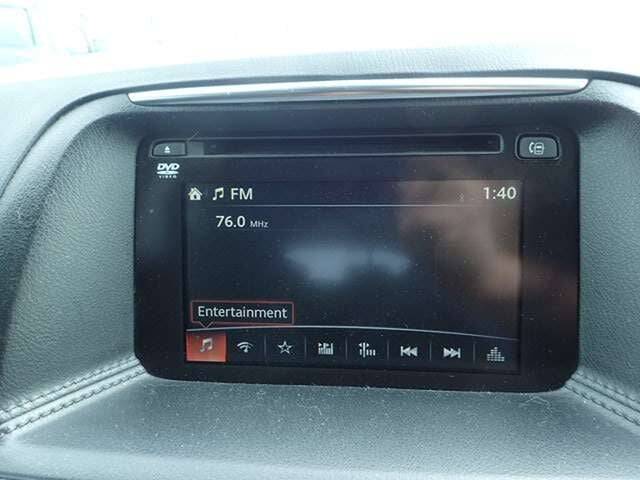 DVD
VIDEO
FM 1:40
76.0 MHz
Entertainment